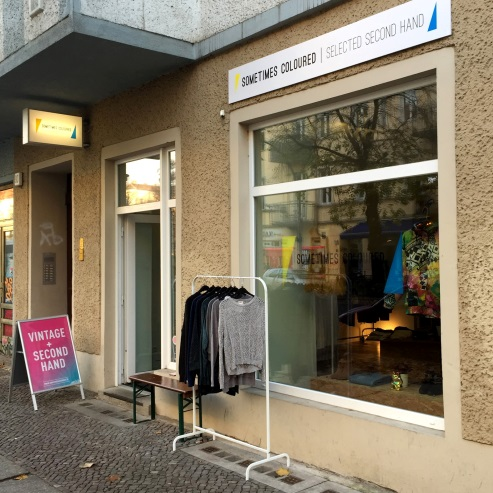 SOMETIMES COLOURED | SELECTED SECOND HAND
SOMETIMES COLOURED
VINTAGE
+
SECOND
HAND